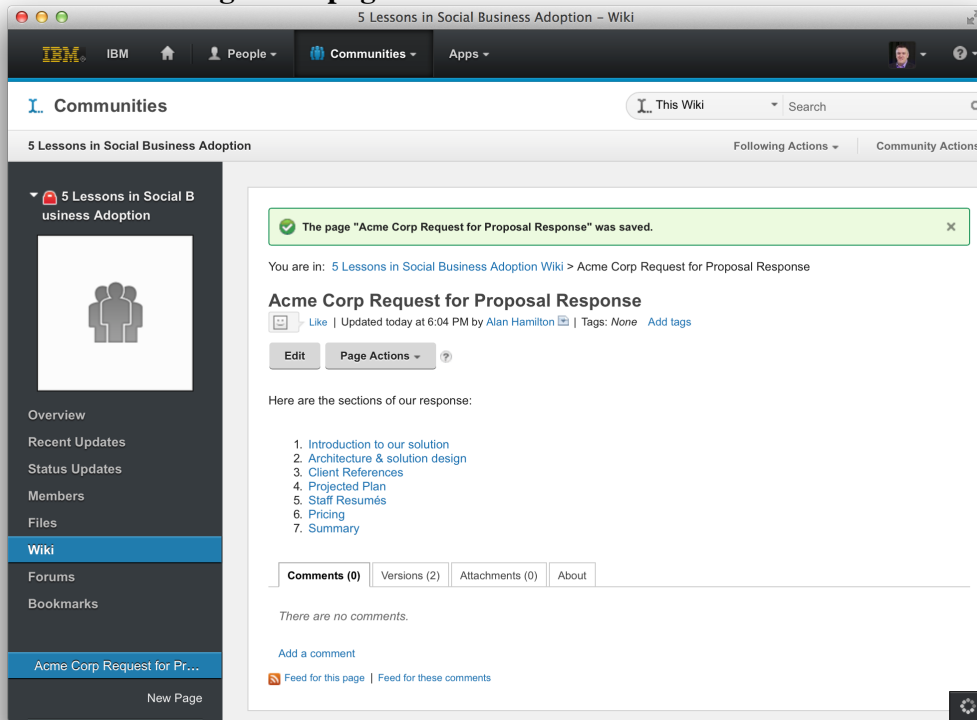 5 Lessons in Social Business Adoption – Wiki
IBM IBM People Communities Apps
Communities
This Wiki Search
5 Lessons in Social Business Adoption Following Actions Community Actions
5 Lessons in Social B
usiness Adoption
Overview
Recent Updates
Status Updates
Members
Files
Wiki
Forums
Bookmarks
Acme Corp Request for Pr...
New Page
The page "Acme Corp Request for Proposal Response" was saved.
You are in: 5 Lessons in Social Business Adoption Wiki > Acme Corp Request for Proposal Response
Acme Corp Request for Proposal Response
Like | Updated today at 6:04 PM by Alan Hamilton | Tags: None Add tags
Edit Page Actions ?
Here are the sections of our response:
1. Introduction to our solution
2. Architecture & solution design
3. Client References
4. Projected Plan
5. Staff Resumés
6. Pricing
7. Summary
Comments (0) Versions (2) Attachments (0) About
There are no comments.
Add a comment
Feed for this page | Feed for these comments